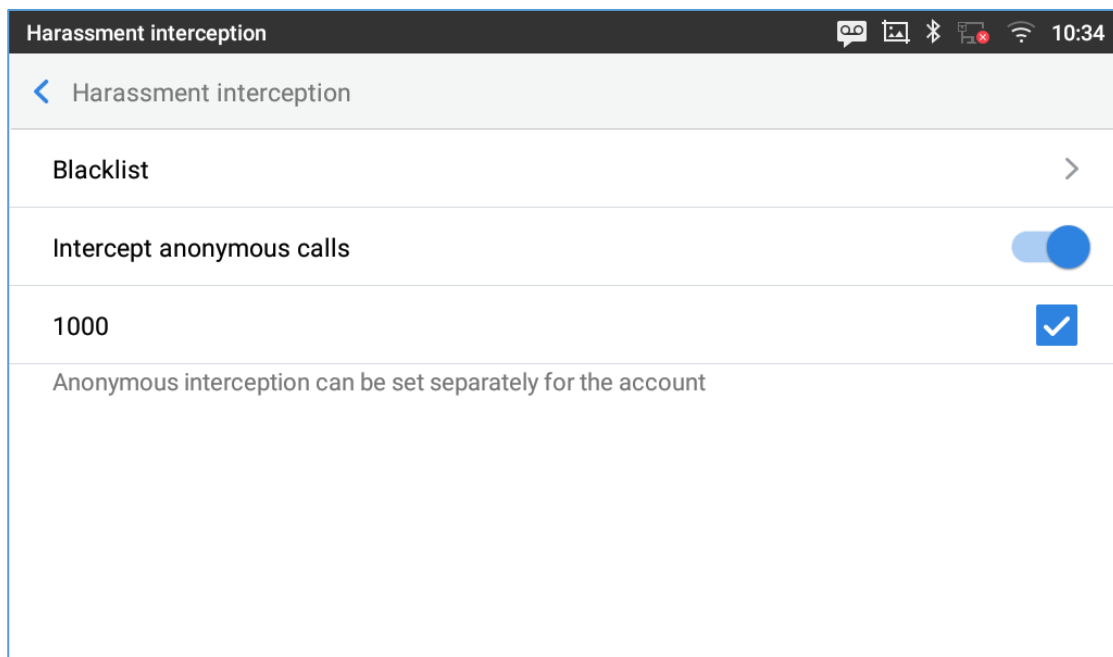 Harassment interception 10:34
Harassment interception
Blacklist
Intercept anonymous calls
1000
Anonymous interception can be set separately for the account